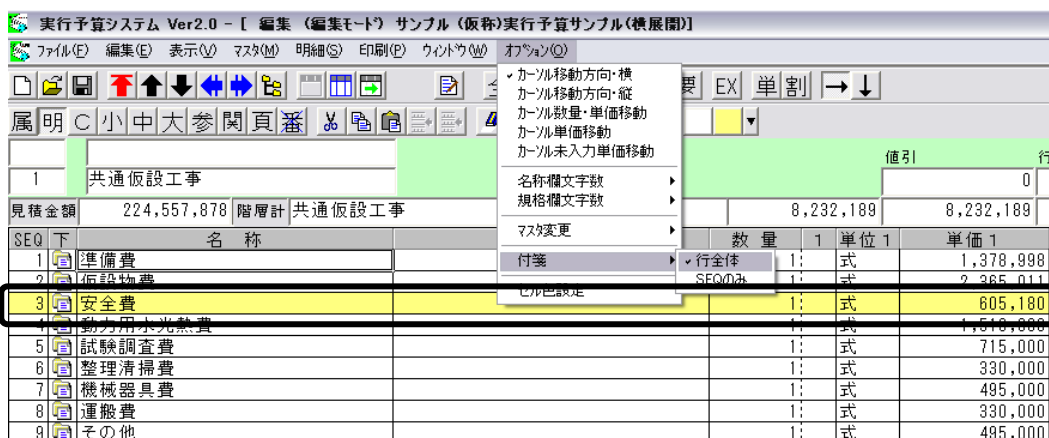 実行予算システム Ver2.0 - [ 編集 (編集ﾓｰﾄﾞ) サンプル (仮称)実行予算サンプル(横展開)]
ﾌｧｲﾙ(F) 編集(E) 表示(V) ﾏｽﾀ(M) 明細(S) 印刷(P) ｳｨﾝﾄﾞｳ(W) ｵﾌﾟｼｮﾝ(O)
ｶｰｿﾙ移動方向・横
ｶｰｿﾙ移動方向・縦
ｶｰｿﾙ数量・単価移動
ｶｰｿﾙ単価移動
ｶｰｿﾙ未入力単価移動
名称欄文字数
規格欄文字数
ﾏｽﾀ変更
付箋
行全体
SEQのみ
セル色設定
要 EX 単 割
属 明 C 小 中 大 参 関 頁 番
値引
1 共通仮設工事 0
見積金額 224,557,878 階層計 共通仮設工事 8,232,189 8,232,189
SEQ 下 名 称 数 量 1 単位 1 単価 1
1 準備費 1 式 1,378,998
2 仮設物費 1 式 2,365,011
3 安全費 1 式 605,180
4 動力用水光熱費 1 式
5 試験調査費 1 式 715,000
6 整理清掃費 1 式 330,000
7 機械器具費 1 式 495,000
8 運搬費 1 式 330,000
9 その他 1 式 495,000